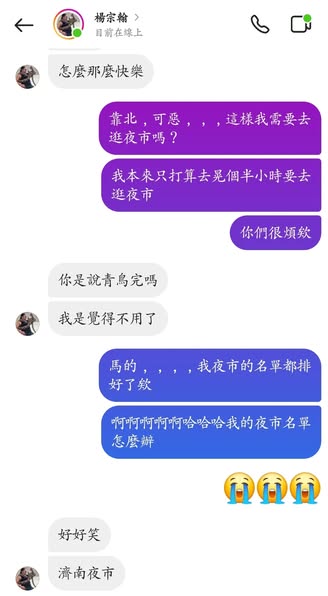 楊宗翰
目前在線上
怎麼那麼快樂
靠北,可惡,,,這樣我需要去
逛夜市嗎?
我本來只打算去晃個半小時要去
逛夜市
你們很煩欸
你是說青鳥完嗎
我是覺得不用了
馬的,,,,我夜市的名單都排
好了欸
啊啊啊啊啊哈哈哈我的夜市名單
怎麼辦
好好笑
濟南夜市